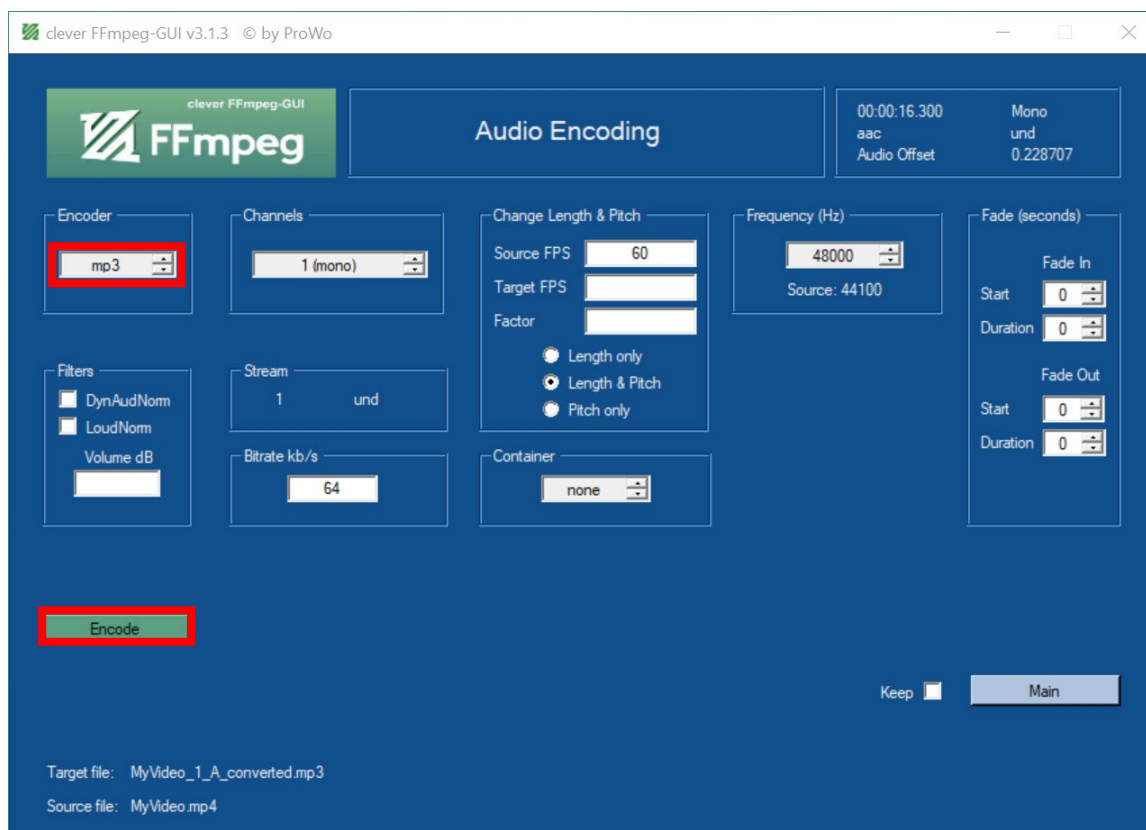 clever FFmpeg-GUI v3.1.3 © by ProWo
clever FFmpeg-GUI
FFmpeg
Audio Encoding
00:00:16.300 Mono
aac und
Audio Offset 0.228707
Encoder
mp3
Channels
1 (mono)
Change Length & Pitch
Source FPS 60
Target FPS
Factor
Length only
Length & Pitch
Pitch only
Frequency (Hz)
48000
Source: 44100
Fade (seconds)
Fade In
Start 0
Duration 0
Fade Out
Start 0
Duration 0
Filters
DynAudNorm
LoudNorm
Volume dB
Stream
1 und
Bitrate kb/s
64
Container
none
Encode
Keep
Main
Target file: MyVideo_1_A_converted.mp3
Source file: MyVideo.mp4